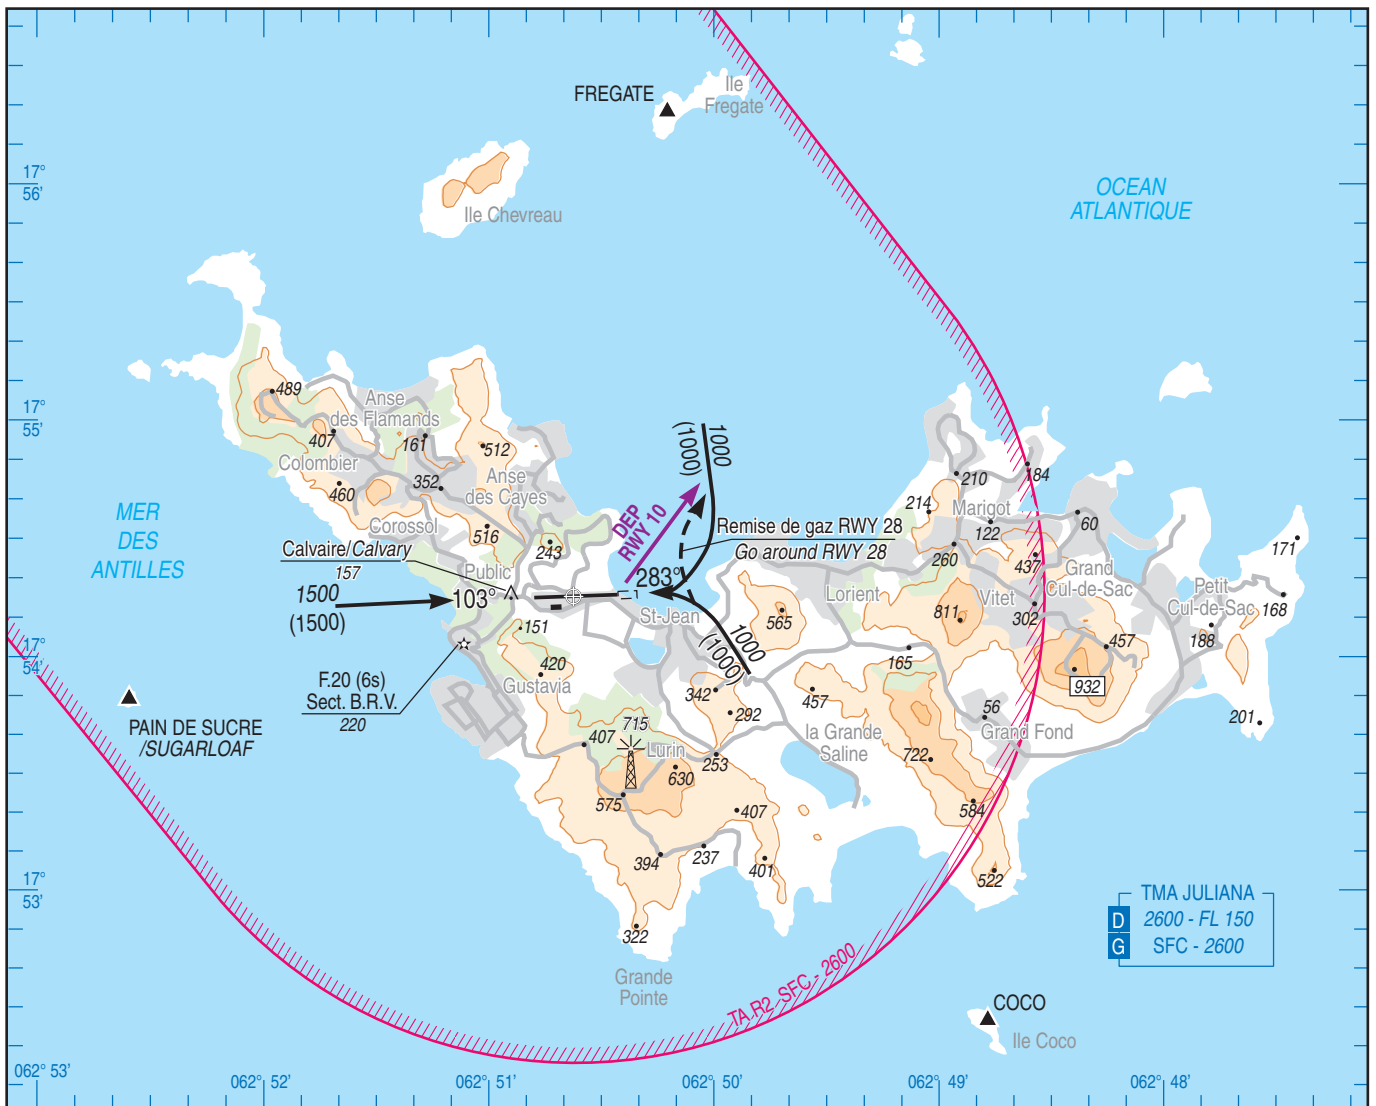 FREGATE
Ile
Fregate
17°
56'
OCEAN
ATLANTIQUE
Ile Chevreau
489
Anse
des Flamands
17°
55'
407
161
512
1000
(1000)
Colombier
352
Anse
des Cayes
460
210
184
214
Marigot
MER
DES
ANTILLES
Corossol
DEP
RWY 10
Remise de gaz RWY 28
Go around RWY 28
122
60
516
243
171
Calvaire/Calvary
157
Public
260
437
Grand
Cul-de-Sac
283°
1500
(1500)
103°
Lorient
Vitet
Petit
Cul-de-Sac
168
St-Jean
565
811
302
151
188
457
17°
54'
1000
(1000)
165
420
F.20 (6s)
Sect. B.R.V.
220
Gustavia
342
292
457
932
56
201
PAIN DE SUCRE
/SUGARLOAF
715
407
Lurin
la Grande
Saline
Grand Fond
253
722
630
575
407
584
394
237
401
522
17°
53'
TMA JULIANA
D 2600 - FL 150
G SFC - 2600
322
TA.R2 SFC - 2600
Grande
Pointe
COCO
Ile Coco
062° 53'
062° 52'
062° 51'
062° 50'
062° 49'
062° 48'